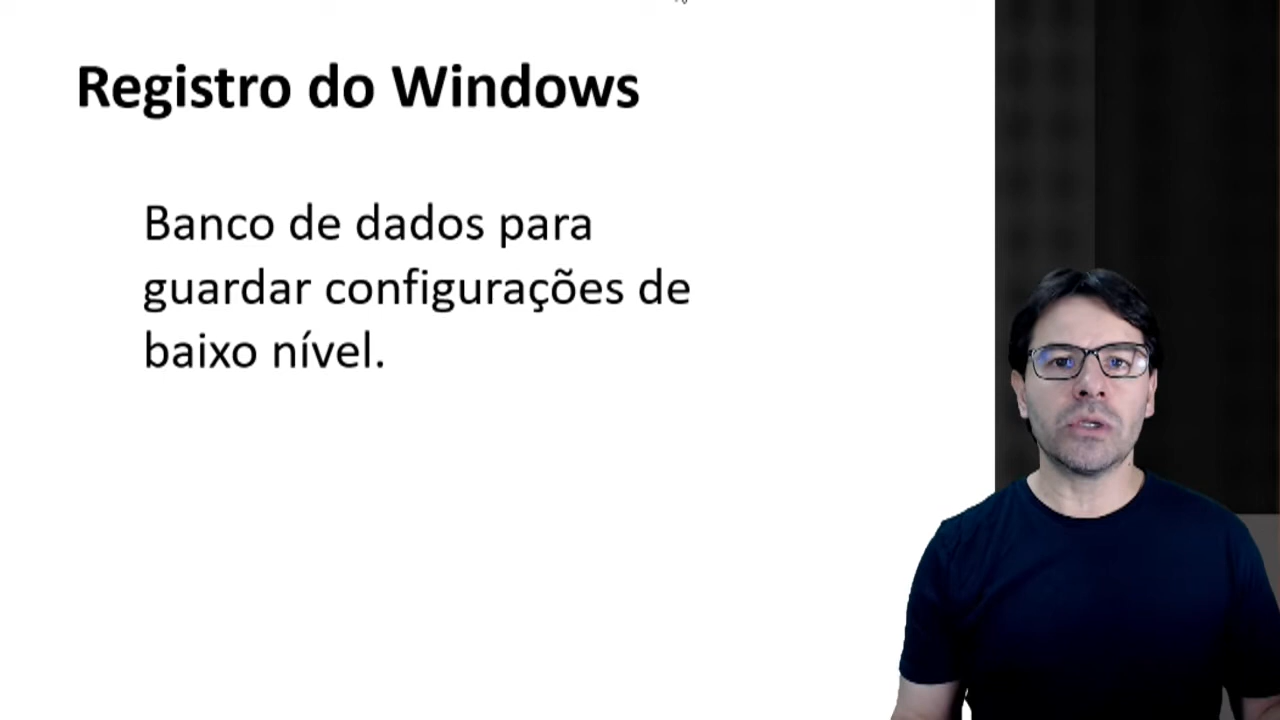 Registro do Windows
Banco de dados para
guardar configurações de
baixo nível.